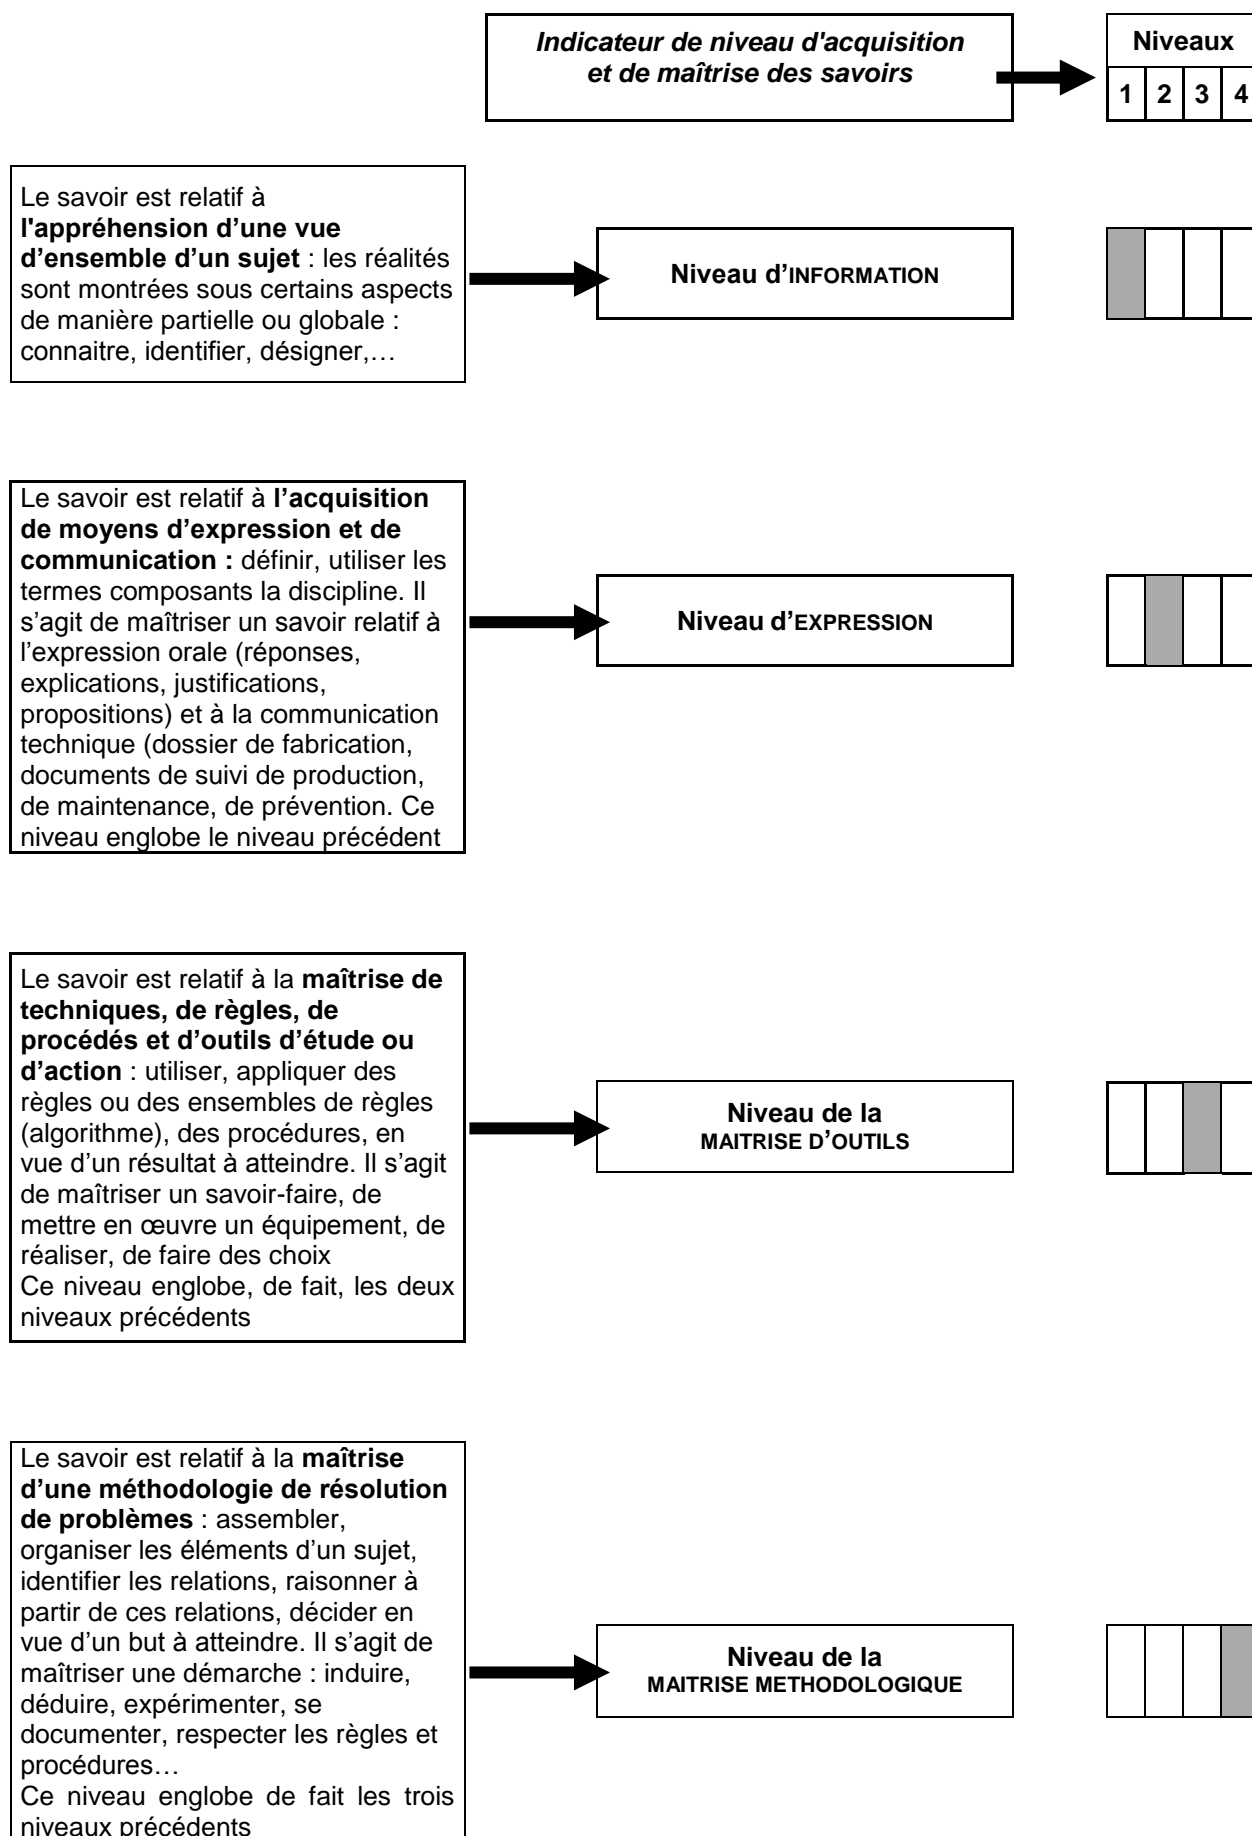 Indicateur de niveau d'acquisition
et de maîtrise des savoirs
Niveaux
1 2 3 4
Le savoir est relatif à
l'appréhension d’une vue
d’ensemble d’un sujet : les réalités
sont montrées sous certains aspects
de manière partielle ou globale :
connaitre, identifier, désigner,…
Niveau d’INFORMATION
Le savoir est relatif à l’acquisition
de moyens d’expression et de
communication : définir, utiliser les
termes composants la discipline. Il
s’agit de maîtriser un savoir relatif à
l’expression orale (réponses,
explications, justifications,
propositions) et à la communication
technique (dossier de fabrication,
documents de suivi de production,
de maintenance, de prévention. Ce
niveau englobe le niveau précédent
Niveau d’EXPRESSION
Le savoir est relatif à la maîtrise de
techniques, de règles, de
procédés et d’outils d’étude ou
d’action : utiliser, appliquer des
règles ou des ensembles de règles
(algorithme), des procédures, en
vue d’un résultat à atteindre. Il s’agit
de maîtriser un savoir-faire, de
mettre en œuvre un équipement, de
réaliser, de faire des choix
Ce niveau englobe, de fait, les deux
niveaux précédents
Niveau de la
MAITRISE D’OUTILS
Le savoir est relatif à la maîtrise
d’une méthodologie de résolution
de problèmes : assembler,
organiser les éléments d’un sujet,
identifier les relations, raisonner à
partir de ces relations, décider en
vue d’un but à atteindre. Il s’agit de
maîtriser une démarche : induire,
déduire, expérimenter, se
documenter, respecter les règles et
procédures…
Ce niveau englobe de fait les trois
niveaux précédents
Niveau de la
MAITRISE METHODOLOGIQUE